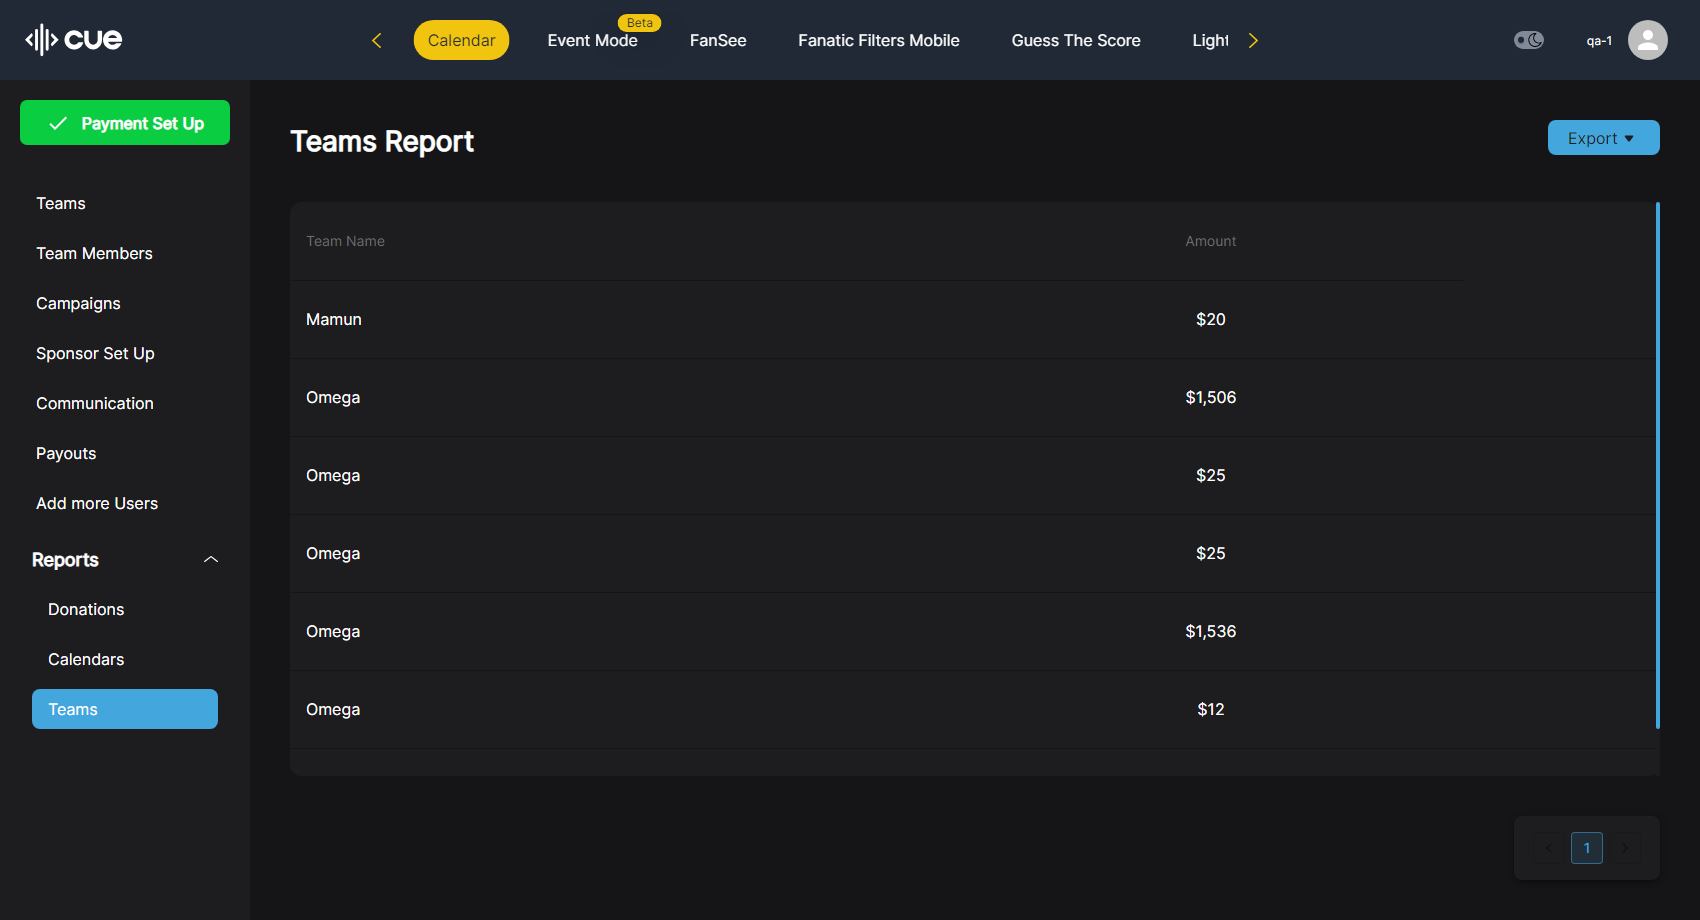 cue
Calendar
Event Mode
Beta
FanSee
Fanatic Filters Mobile
Guess The Score
Light
qa-1
Payment Set Up
Teams
Team Members
Campaigns
Sponsor Set Up
Communication
Payouts
Add more Users
Reports
Donations
Calendars
Teams
Teams Report
Export
Team Name Amount
Mamun $20
Omega $1,506
Omega $25
Omega $25
Omega $1,536
Omega $12
1